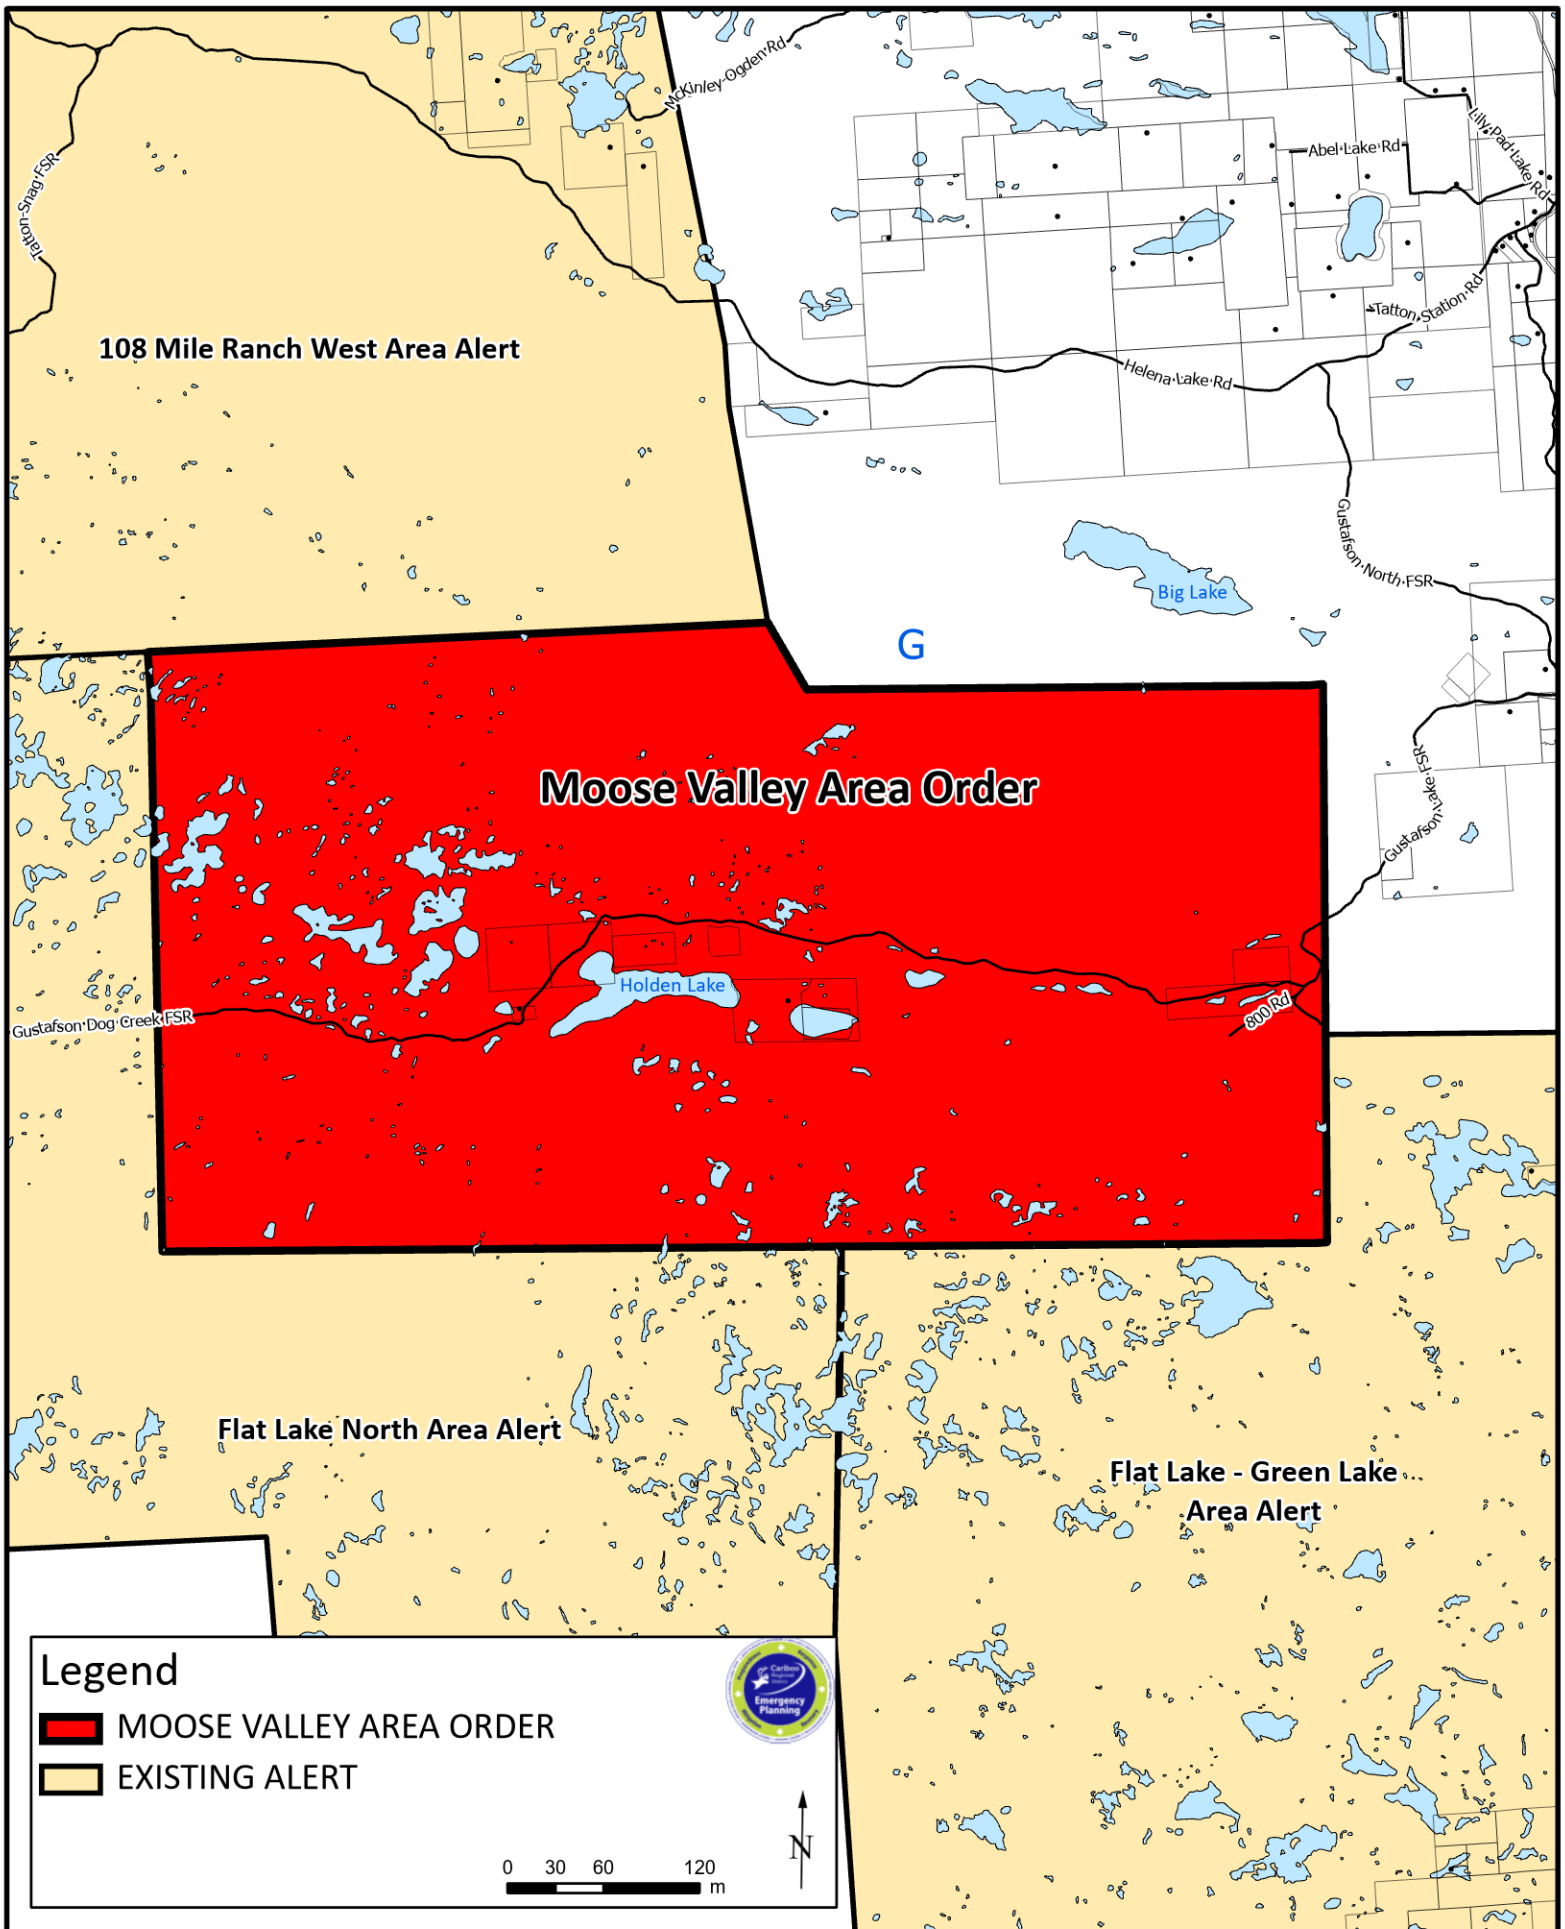 McKinley-Ogden Rd
Lily Pad Lake Rd
Abel Lake Rd
Tatton-Snag FSR
Tatton Station Rd
108 Mile Ranch West Area Alert
Helena Lake Rd
Gustafson North FSR
Big Lake
G
Moose Valley Area Order
Gustafson Lake FSR
Holden Lake
800 Rd
Gustafson Dog Creek FSR
Flat Lake North Area Alert
Flat Lake - Green Lake
Area Alert
Legend
MOOSE VALLEY AREA ORDER
EXISTING ALERT
Cariboo
Regional
District
Emergency
Planning
N
0 30 60 120
m